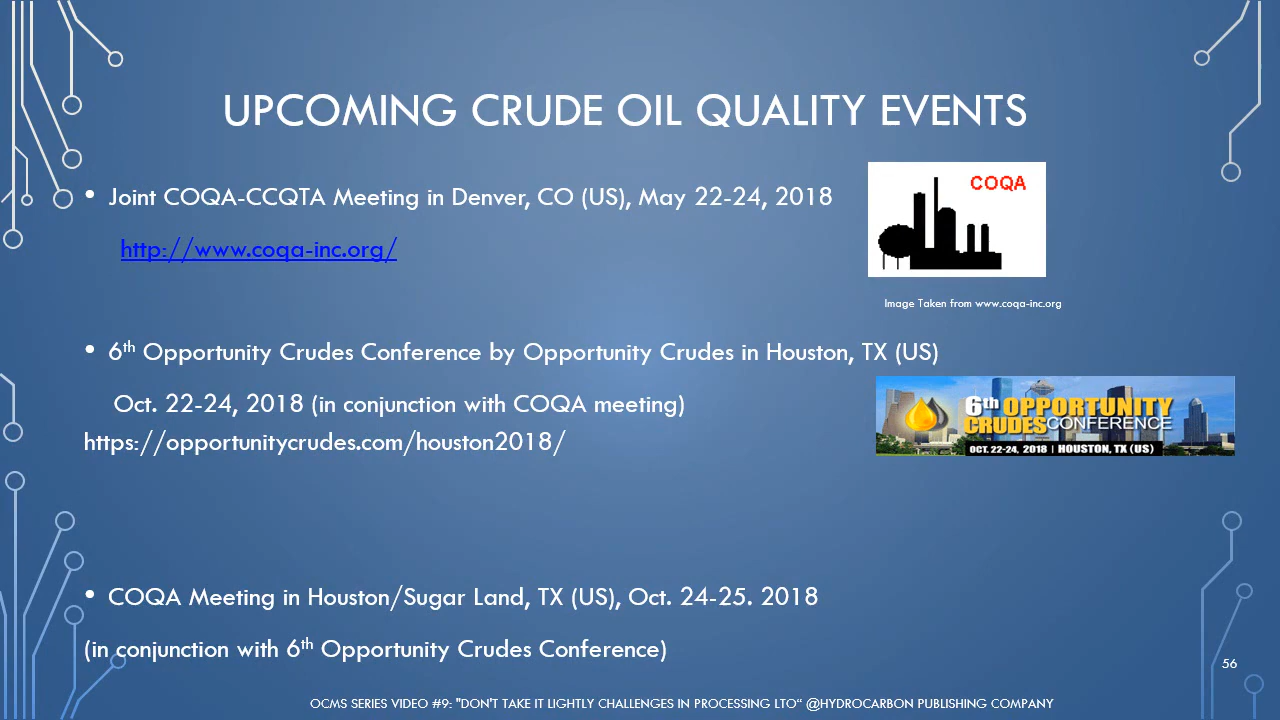 UPCOMING CRUDE OIL QUALITY EVENTS
• Joint COQA-CCQTA Meeting in Denver, CO (US), May 22-24, 2018
http://www.coqa-inc.org/
COQA
Image Taken from www.coqa-inc.org
• 6th Opportunity Crudes Conference by Opportunity Crudes in Houston, TX (US)
Oct. 22-24, 2018 (in conjunction with COQA meeting)
https://opportunitycrudes.com/houston2018/
6th OPPORTUNITY
CRUDESCONFERENCE
OCT. 22-24, 2018 | HOUSTON, TX (US)
• COQA Meeting in Houston/Sugar Land, TX (US), Oct. 24-25. 2018
(in conjunction with 6th Opportunity Crudes Conference)
56
OCMS SERIES VIDEO #9: "DON'T TAKE IT LIGHTLY CHALLENGES IN PROCESSING LTO" @HYDROCARBON PUBLISHING COMPANY